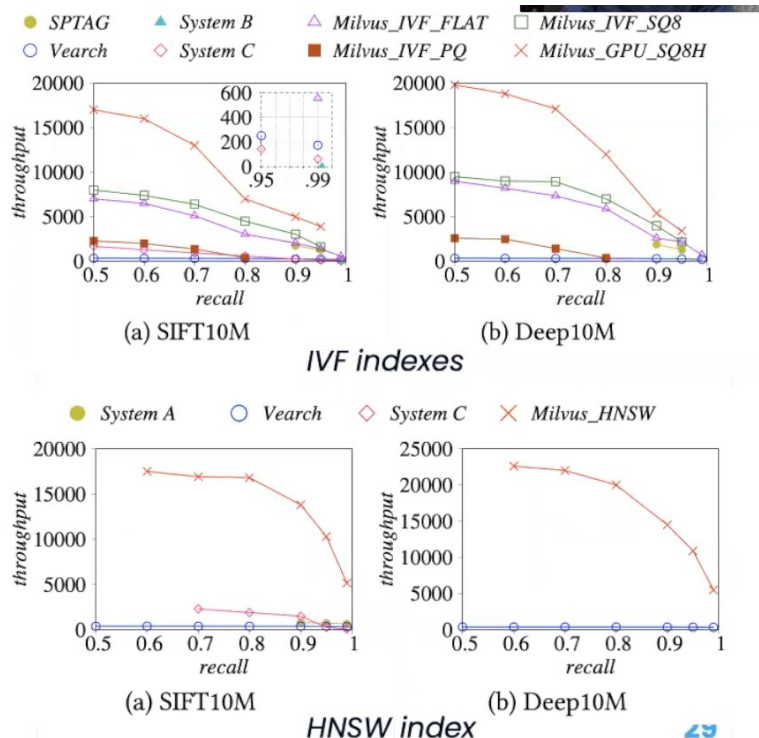 SPTAG System B Milvus_IVF_FLAT Milvus_IVF_SQ8
Vearch System C Milvus_IVF_PQ Milvus_GPU_SQ8H
throughput
20000
15000
10000
5000
0
0.5 0.6 0.7 0.8 0.9 1
recall
600
400
200
0
.95 .99
(a) SIFT10M
throughput
20000
15000
10000
5000
0
0.5 0.6 0.7 0.8 0.9 1
recall
(b) Deep10M
IVF indexes
System A Vearch System C Milvus_HNSW
throughput
20000
15000
10000
5000
0
0.5 0.6 0.7 0.8 0.9 1
recall
(a) SIFT10M
throughput
25000
20000
15000
10000
5000
0
0.5 0.6 0.7 0.8 0.9 1
recall
(b) Deep10M
HNSW index
29